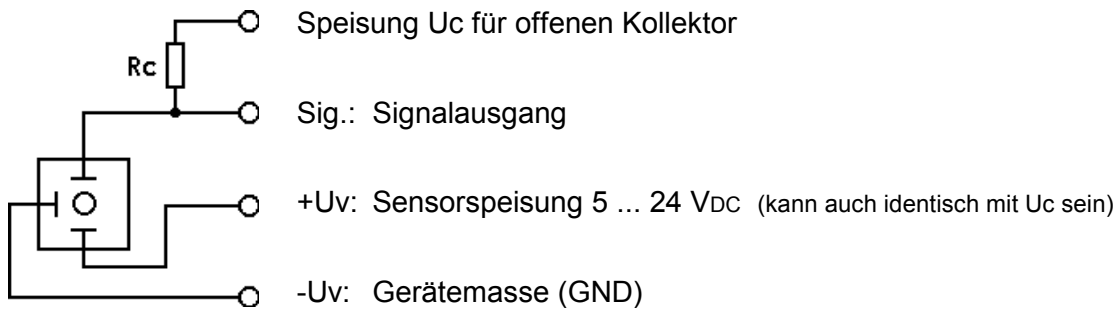 Speisung Uc für offenen Kollektor
Rc
Sig.: Signalausgang
+Uv: Sensorspeisung 5 ... 24 VDC (kann auch identisch mit Uc sein)
-Uv: Gerätemasse (GND)